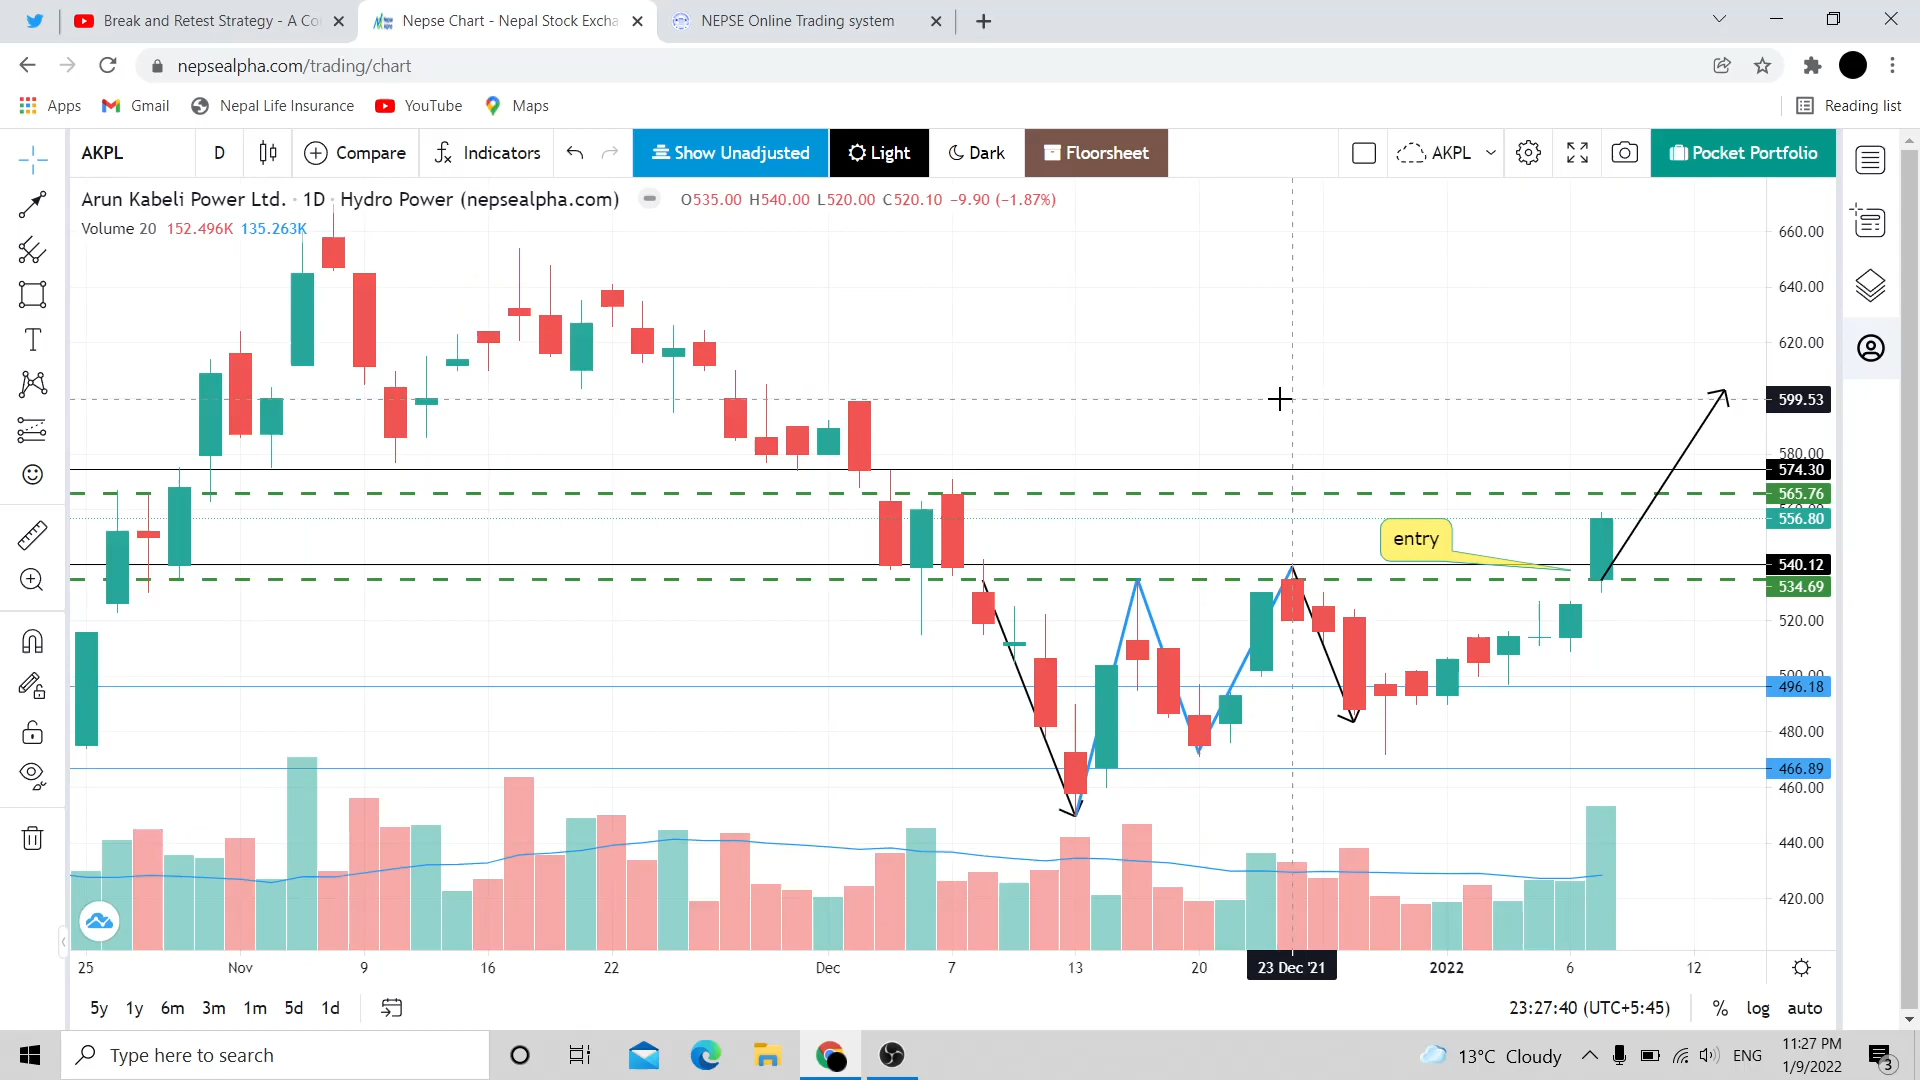 Break and Retest Strategy - A Co
Nepse Chart - Nepal Stock Excha
NEPSE Online Trading system
nepsealpha.com/trading/chart
Apps
Gmail
Nepal Life Insurance
YouTube
Maps
Reading list
AKPL
D
Compare
Indicators
Show Unadjusted
Light
Dark
Floorsheet
AKPL
Pocket Portfolio
Arun Kabeli Power Ltd. · 1D · Hydro Power (nepsealpha.com)
O535.00 H540.00 L520.00 C520.10 −9.90 (−1.87%)
Volume 20 152.496K 135.263K
660.00
640.00
620.00
599.53
580.00
574.30
565.76
556.80
entry
540.12
534.69
520.00
500.00
496.18
480.00
466.89
460.00
440.00
420.00
25 Nov 9 16 22 Dec 7 13 20 23 Dec '21 2022 6 12
5y 1y 6m 3m 1m 5d 1d
23:27:40 (UTC+5:45)
% log auto
Type here to search
13°C Cloudy
ENG
11:27 PM
1/9/2022
3